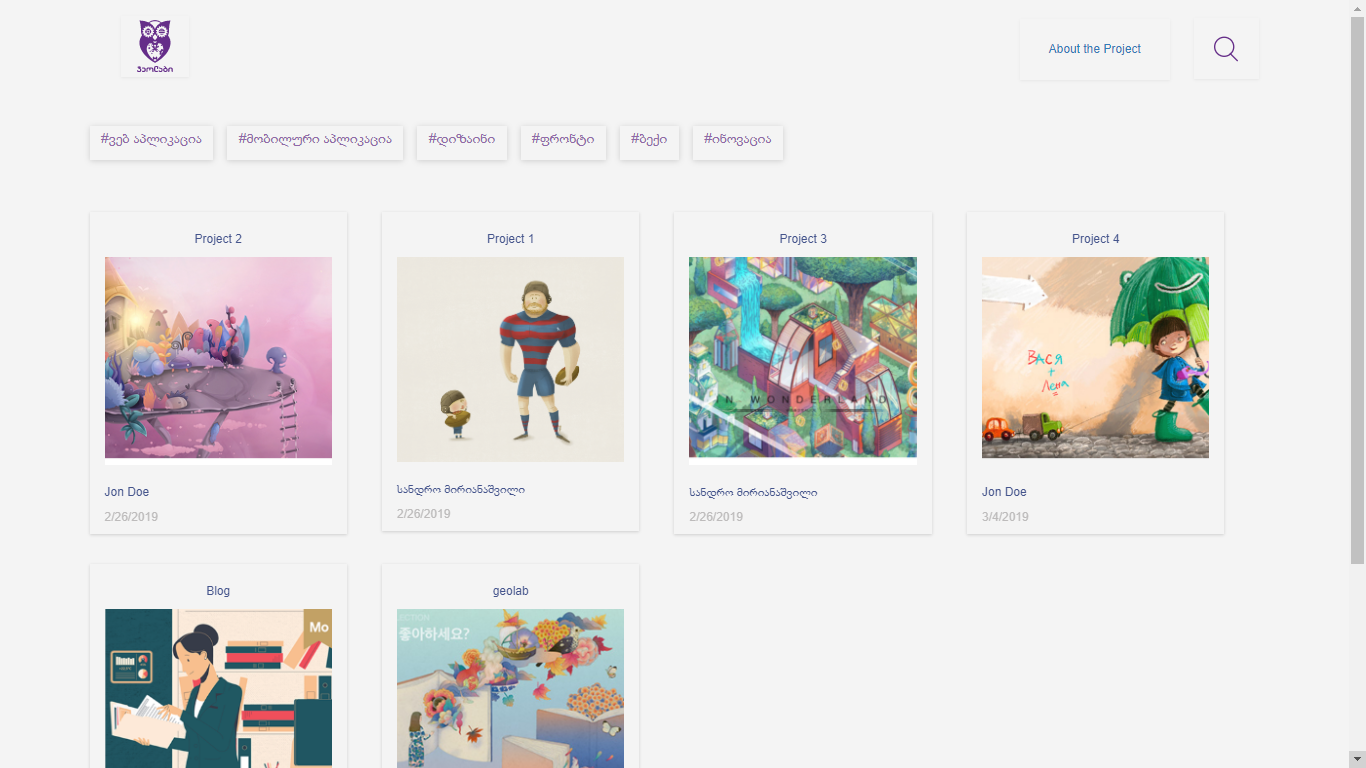 გეოლაბი
About the Project
#ვებ აპლიკაცია
#მობილური აპლიკაცია
#დიზაინი
#ფრონტი
#ბექი
#ინოვაცია
Project 2
Project 1
Project 3
Project 4
IN WONDERLAND
Вася
+
Лена
Jon Doe
სანდრო მირიანაშვილი
სანდრო მირიანაშვილი
Jon Doe
2/26/2019
2/26/2019
2/26/2019
3/4/2019
Blog
geolab
Mo
좋아하세요?